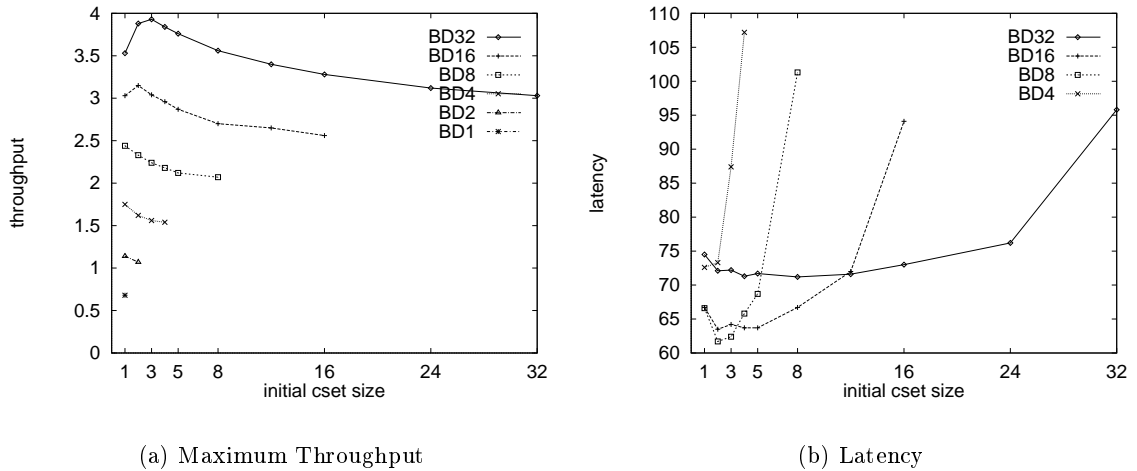 4
3.5
3
2.5
2
1.5
1
0.5
0
throughput
BD32
BD16
BD8
BD4
BD2
BD1
1 3 5 8 16 24 32
initial cset size
(a) Maximum Throughput
110
105
100
95
90
85
80
75
70
65
60
latency
BD32
BD16
BD8
BD4
1 3 5 8 16 24 32
initial cset size
(b) Latency